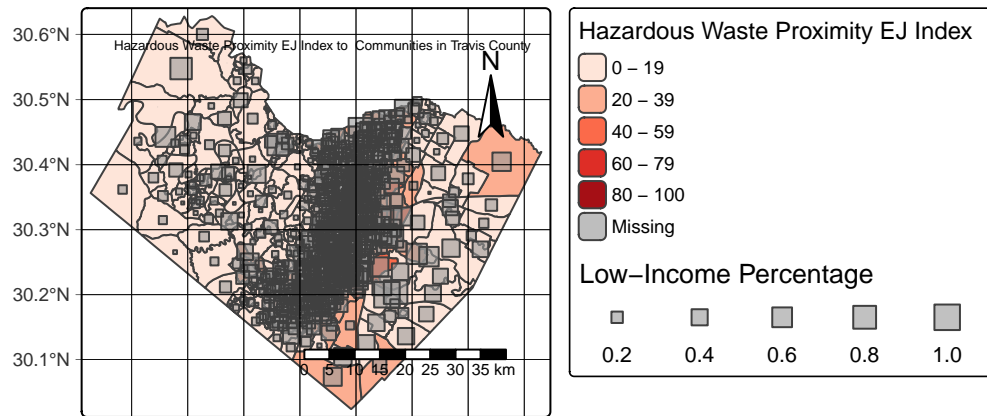 Hazardous Waste Proximity EJ Index to Communities in Travis County
N
30.6°N
30.5°N
30.4°N
30.3°N
30.2°N
30.1°N
0 5 10 15 20 25 30 35 km
Hazardous Waste Proximity EJ Index
0 – 19
20 – 39
40 – 59
60 – 79
80 – 100
Missing
Low–Income Percentage
0.2 0.4 0.6 0.8 1.0